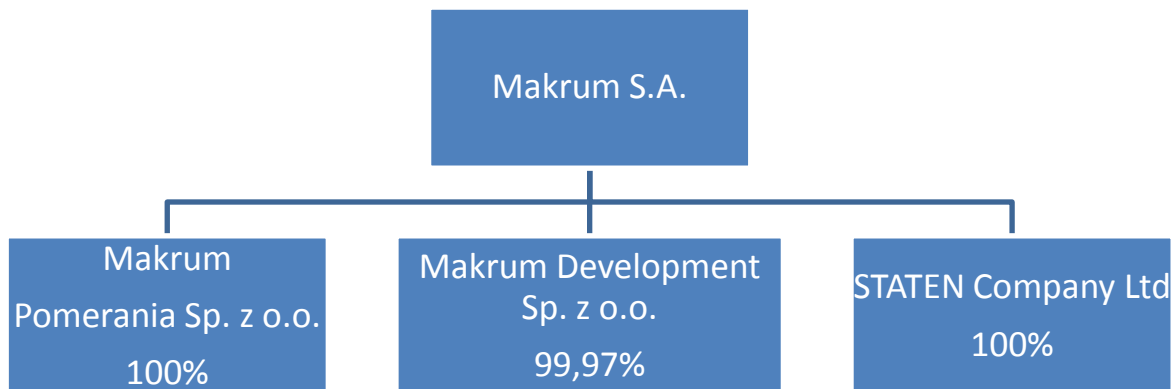 Makrum S.A.
Makrum
Pomerania Sp. z o.o.
100%
Makrum Development
Sp. z o.o.
99,97%
STATEN Company Ltd
100%